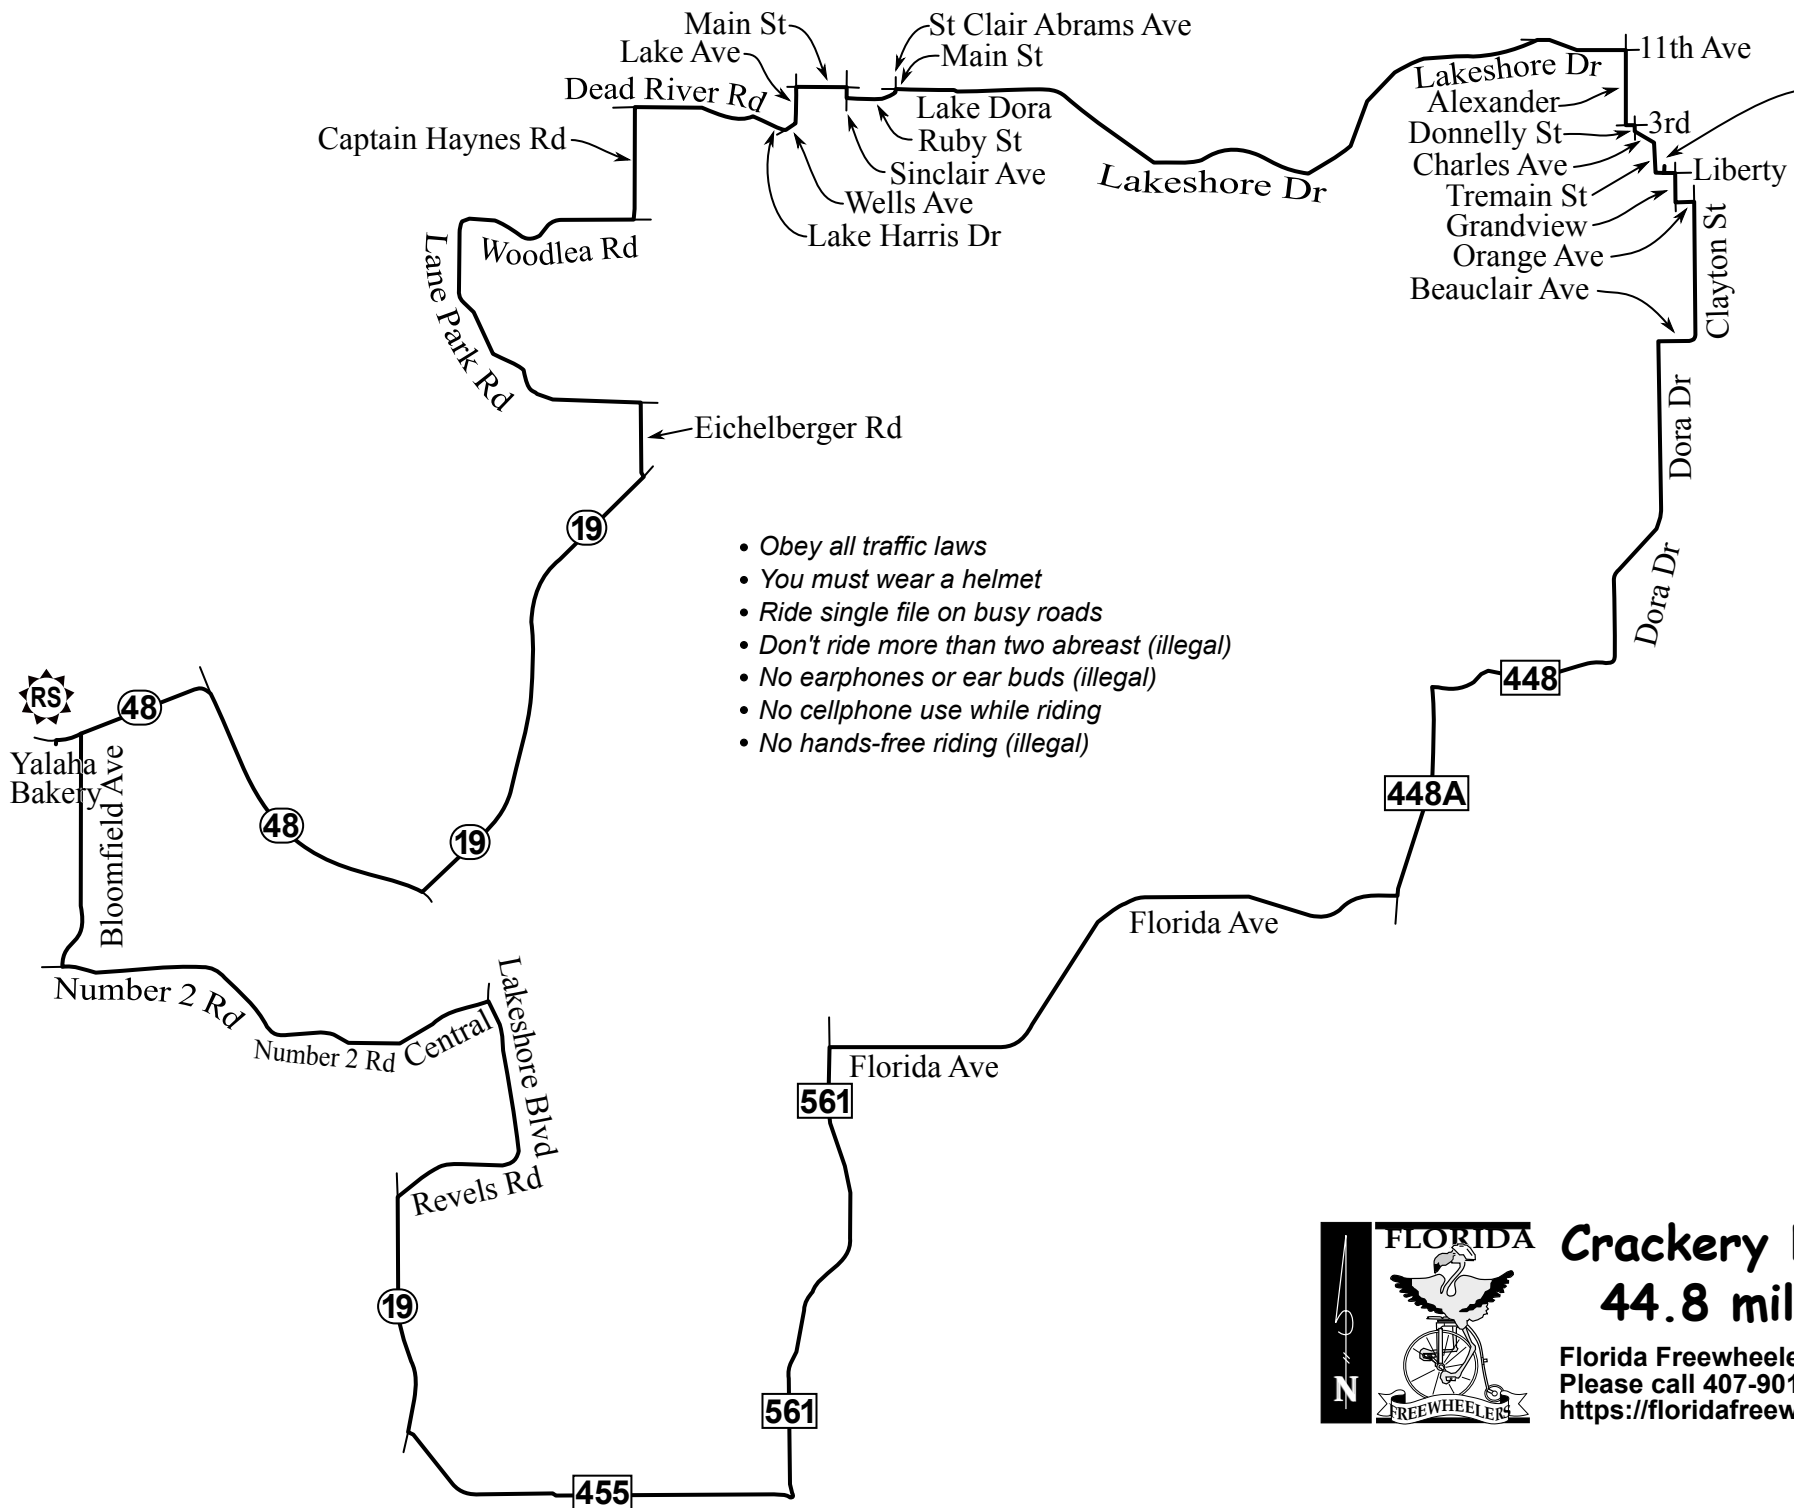 Main St
St Clair Abrams Ave
Lake Ave
Main St
11th Ave
Dead River Rd
Lakeshore Dr
Lake Dora
Alexander
Captain Haynes Rd
Ruby St
Donnelly St
3rd
Sinclair Ave
Charles Ave
Liberty
Lakeshore Dr
Wells Ave
Tremain St
Lake Harris Dr
Grandview
Woodlea Rd
Orange Ave
Beauclair Ave
Clayton St
Lane Park Rd
Eichelberger Rd
Dora Dr
19
• Obey all traffic laws
• You must wear a helmet
• Ride single file on busy roads
• Don't ride more than two abreast (illegal)
• No earphones or ear buds (illegal)
• No cellphone use while riding
• No hands-free riding (illegal)
Dora Dr
448
RS
48
Yalaha
Bakery
Bloomfield Ave
48
19
448A
Florida Ave
Number 2 Rd
Number 2 Rd
Central
Lakeshore Blvd
Florida Ave
561
Revels Rd
19
561
455
N
FLORIDA
FREEWHEELERS
Crackery
44.8 mil
Florida Freewheele
Please call 407-901
https://floridafreew